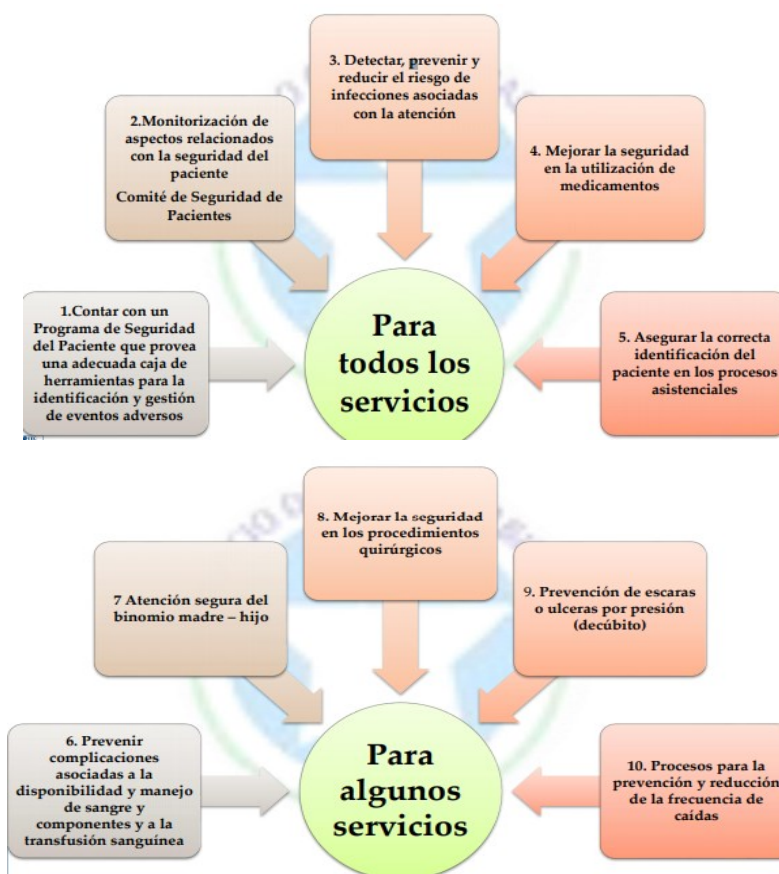 3. Detectar, prevenir y
reducir el riesgo de
infecciones asociadas
con la atención
2.Monitorización de
aspectos relacionados
con la seguridad del
paciente
Comité de Seguridad de
Pacientes
4. Mejorar la seguridad
en la utilización de
medicamentos
1.Contar con un
Programa de Seguridad
del Paciente que provea
una adecuada caja de
herramientas para la
identificación y gestión
de eventos adversos
Para
todos los
servicios
5. Asegurar la correcta
identificación del
paciente en los procesos
asistenciales
8. Mejorar la seguridad
en los procedimientos
quirúrgicos
7 Atención segura del
binomio madre – hijo
9. Prevención de escaras
o ulceras por presión
(decúbito)
6. Prevenir
complicaciones
asociadas a la
disponibilidad y manejo
de sangre y
componentes y a la
transfusión sanguínea
Para
algunos
servicios
10. Procesos para la
prevención y reducción
de la frecuencia de
caídas